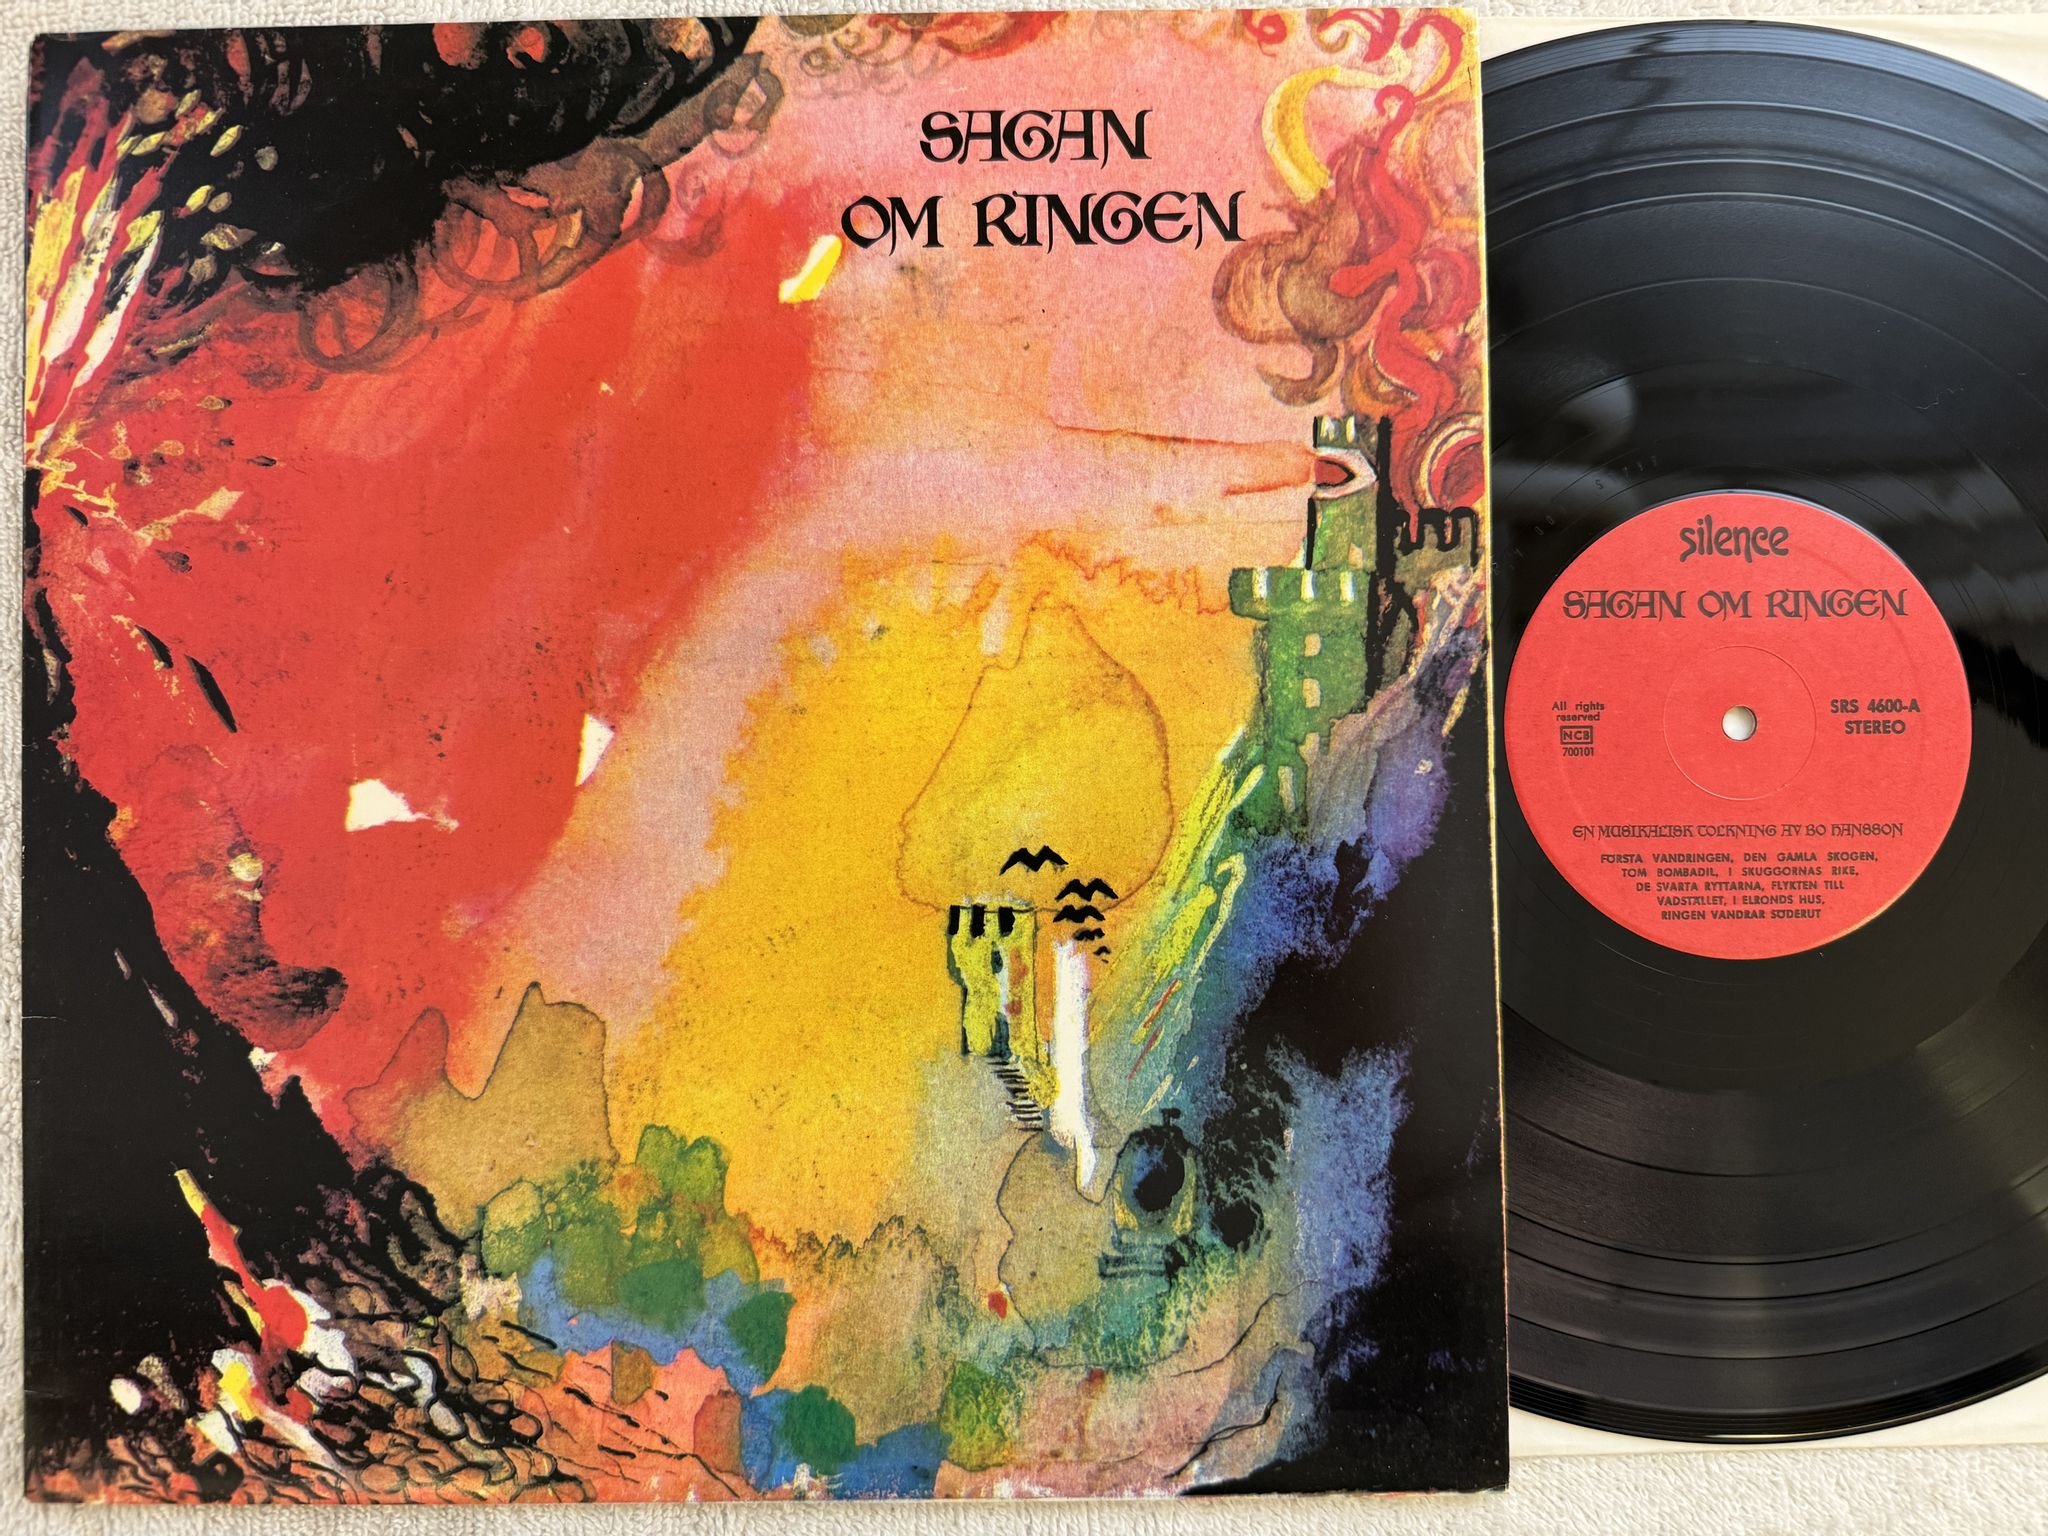 SAGAN
OM RINGEN
silence
SAGAN OM RINGEN
All rights
reserved
NCB
700101
SRS 4600-A
STEREO
EN MUSIKALISK TOLKNING AV BO HANSSON
FÖRSTA VANDRINGEN, DEN GAMLA SKOGEN,
TOM BOMBADIL, I SKUGGORNAS RIKE,
DE SVARTA RYTTARNA, FLYKTEN TILL
VADSTÄLLET, I ELRONDS HUS,
RINGEN VANDRAR SÖDERUT